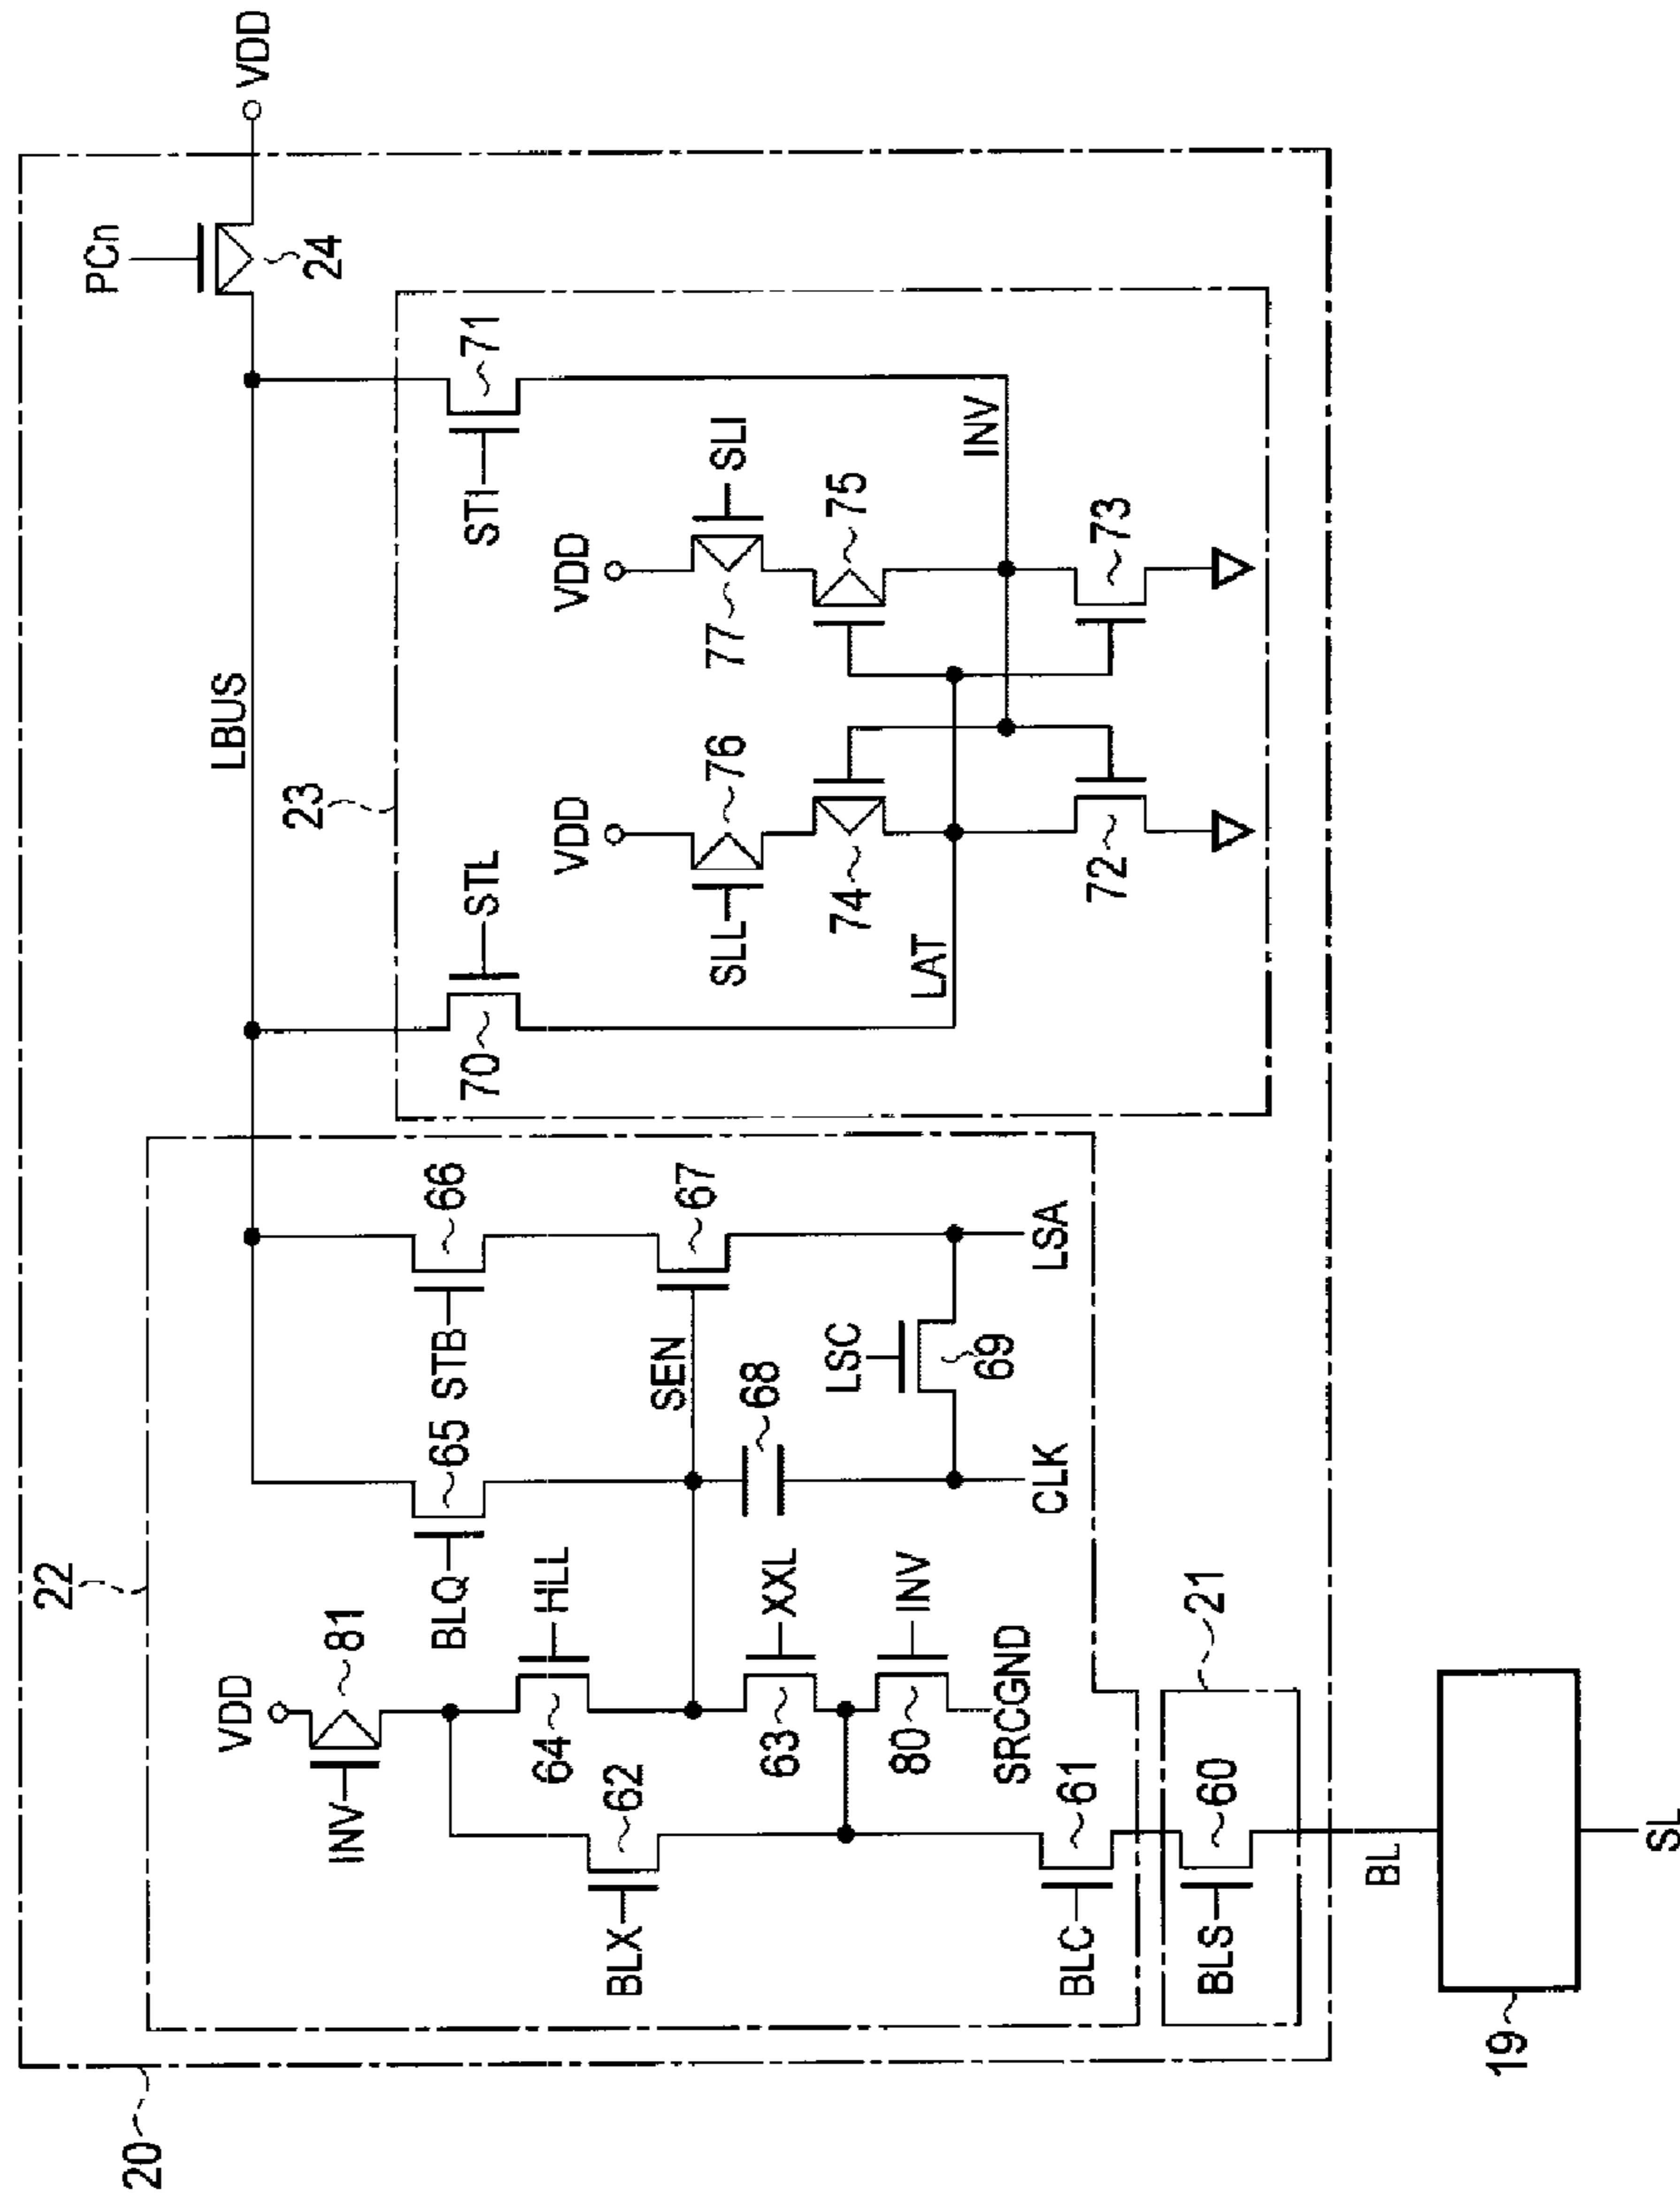 20
22
23
PCn
VDD
24
LBUS
VDD
INV
81
BLQ
65
STB
66
STL
70
STI
71
BLX
62
HLL
64
SEN
67
VDD
VDD
SLL
76
77
SLI
XXL
63
68
LSC
69
74
75
INV
80
SRCGND
CLK
LSA
LAT
INV
BLC
61
72
73
21
BLS
60
BL
19
SL